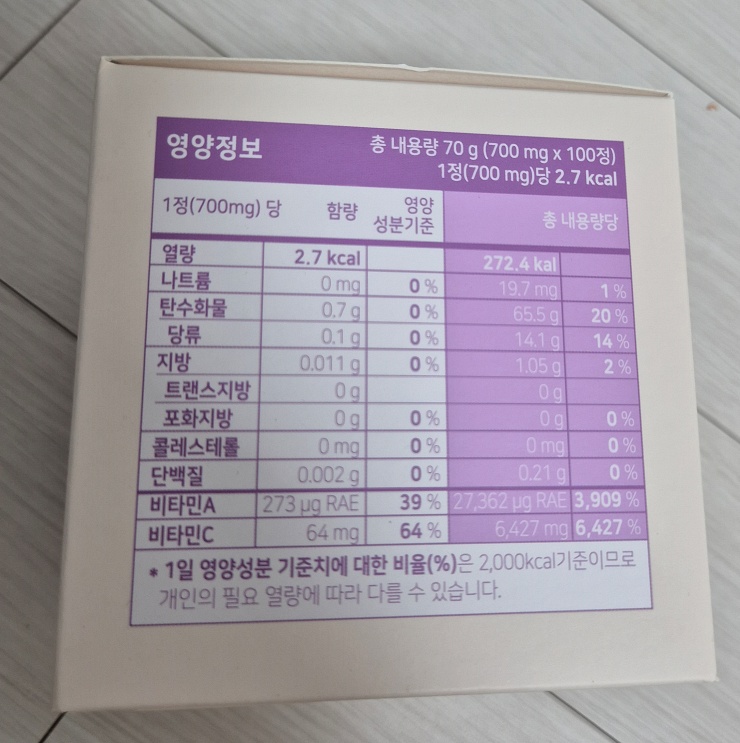 영양정보
총 내용량 70 g (700 mg x 100정)
1정(700 mg)당 2.7 kcal
1정(700mg) 당 함량 영양 성분기준 총 내용량당
열량 2.7 kcal 272.4 kal
나트륨 0 mg 0 % 19.7 mg 1 %
탄수화물 0.7 g 0 % 65.5 g 20 %
당류 0.1 g 0 % 14.1 g 14 %
지방 0.011 g 0 % 1.05 g 2 %
트랜스지방 0 g 0 g
포화지방 0 g 0 % 0 g 0 %
콜레스테롤 0 mg 0 % 0 mg 0 %
단백질 0.002 g 0 % 0.21 g 0 %
비타민A 273 µg RAE 39 % 27,362 µg RAE 3,909 %
비타민C 64 mg 64 % 6,427 mg 6,427 %
* 1일 영양성분 기준치에 대한 비율(%)은 2,000kcal기준이므로
개인의 필요 열량에 따라 다를 수 있습니다.